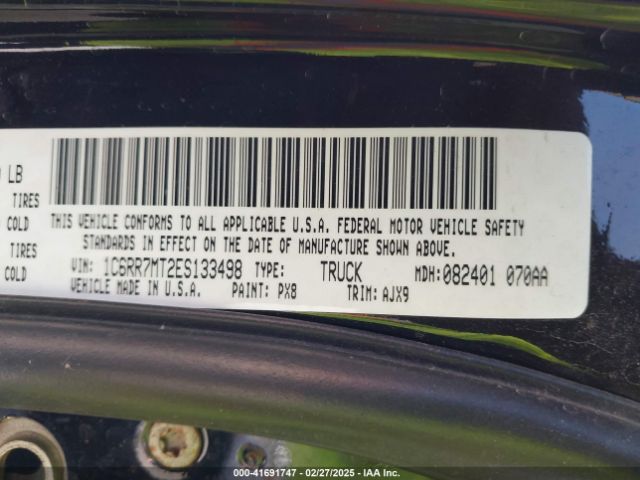 LB
TIRES
COLD
TIRES
COLD
THIS VEHICLE CONFORMS TO ALL APPLICABLE U.S.A. FEDERAL MOTOR VEHICLE SAFETY
STANDARDS IN EFFECT ON THE DATE OF MANUFACTURE SHOWN ABOVE.
VIN: 1C6RR7MT2ES133498 TYPE: TRUCK MDH: 082401 070AA
VEHICLE MADE IN U.S.A. PAINT: PX8 TRIM: AJX9
000-41691747 - 02/27/2025 - IAA Inc.